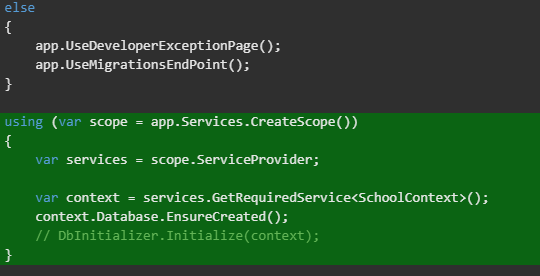 else
{
    app.UseDeveloperExceptionPage();
    app.UseMigrationsEndPoint();
}

using (var scope = app.Services.CreateScope())
{
    var services = scope.ServiceProvider;

    var context = services.GetRequiredService<SchoolContext>();
    context.Database.EnsureCreated();
    // DbInitializer.Initialize(context);
}